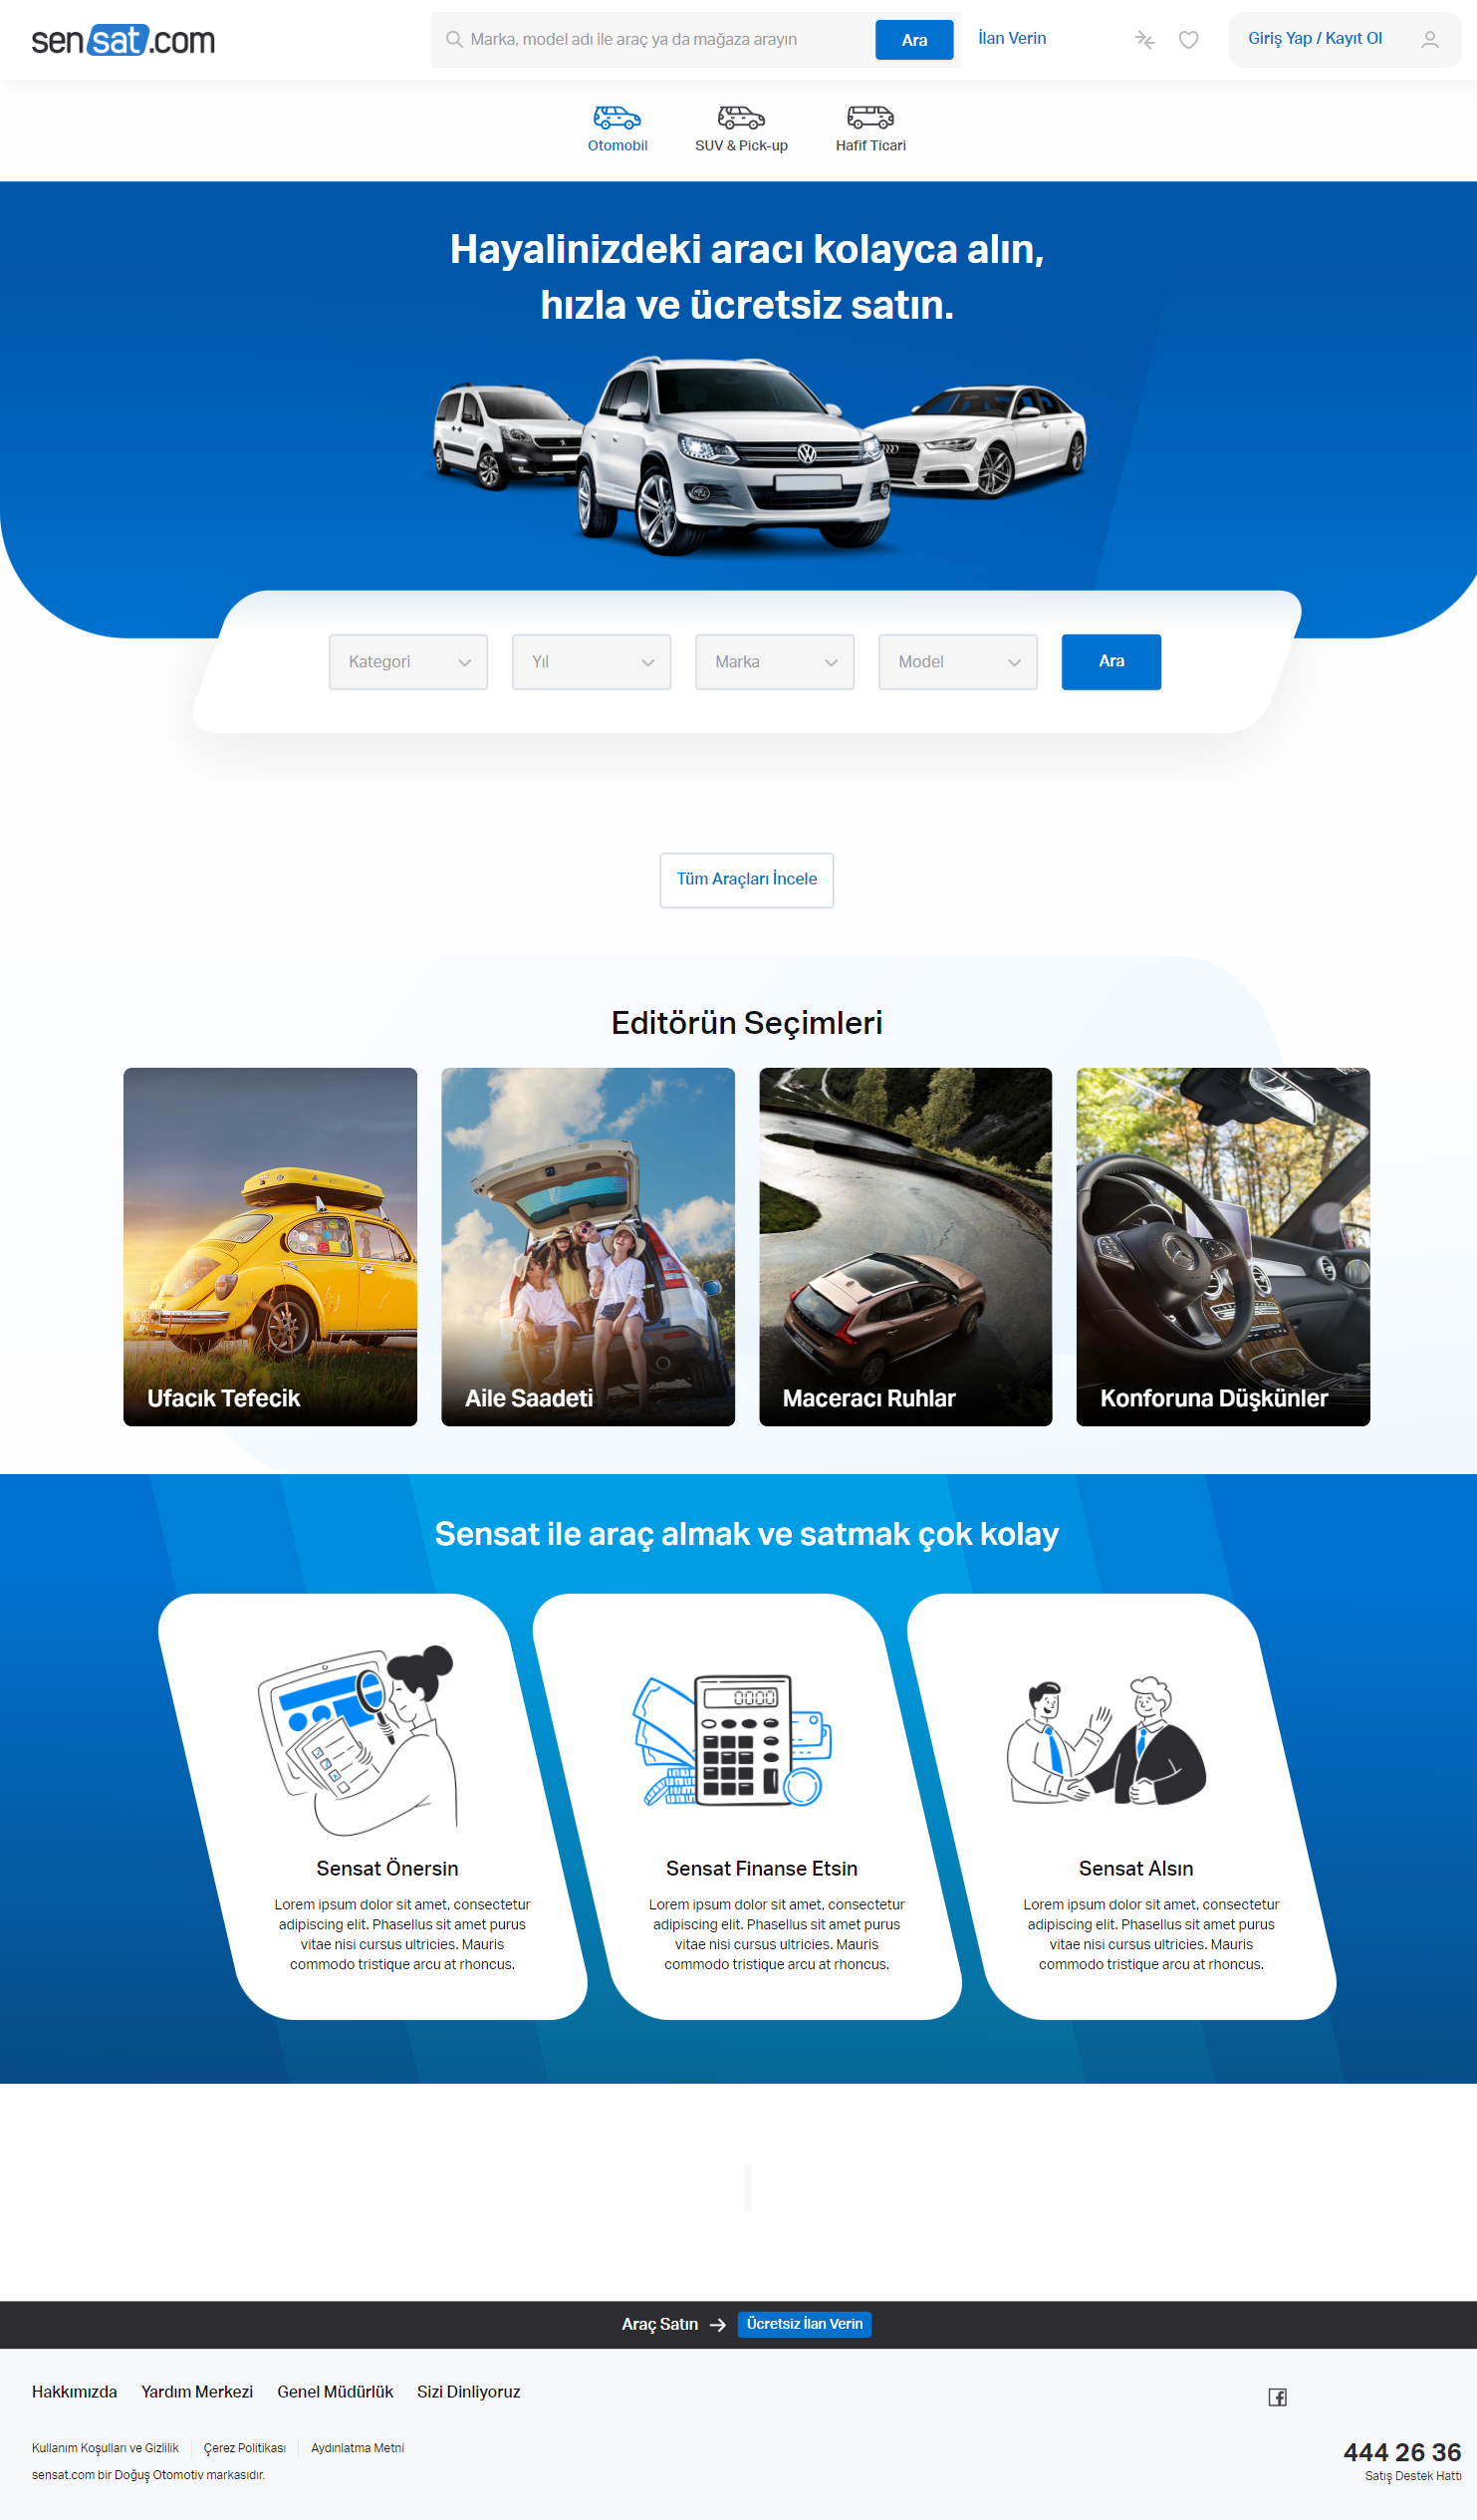 sensat.com
Marka, model adı ile araç ya da mağaza arayın
Ara
İlan Verin
Giriş Yap / Kayıt Ol
Otomobil
SUV & Pick-up
Hafif Ticari
Hayalinizdeki aracı kolayca alın,
hızla ve ücretsiz satın.
Kategori
Yıl
Marka
Model
Ara
Tüm Araçları İncele
Editörün Seçimleri
Ufacık Tefecik
Aile Saadeti
Maceracı Ruhlar
Konforuna Düşkünler
Sensat ile araç almak ve satmak çok kolay
Sensat Önersin
Lorem ipsum dolor sit amet, consectetur
adipiscing elit. Phasellus sit amet purus
vitae nisi cursus ultricies. Mauris
commodo tristique arcu at rhoncus.
Sensat Finanse Etsin
Lorem ipsum dolor sit amet, consectetur
adipiscing elit. Phasellus sit amet purus
vitae nisi cursus ultricies. Mauris
commodo tristique arcu at rhoncus.
Sensat Alsın
Lorem ipsum dolor sit amet, consectetur
adipiscing elit. Phasellus sit amet purus
vitae nisi cursus ultricies. Mauris
commodo tristique arcu at rhoncus.
Araç Satın
Ücretsiz İlan Verin
Hakkımızda
Yardım Merkezi
Genel Müdürlük
Sizi Dinliyoruz
Kullanım Koşulları ve Gizlilik
Çerez Politikası
Aydınlatma Metni
sensat.com bir Doğuş Otomotiv markasıdır.
444 26 36
Satış Destek Hattı